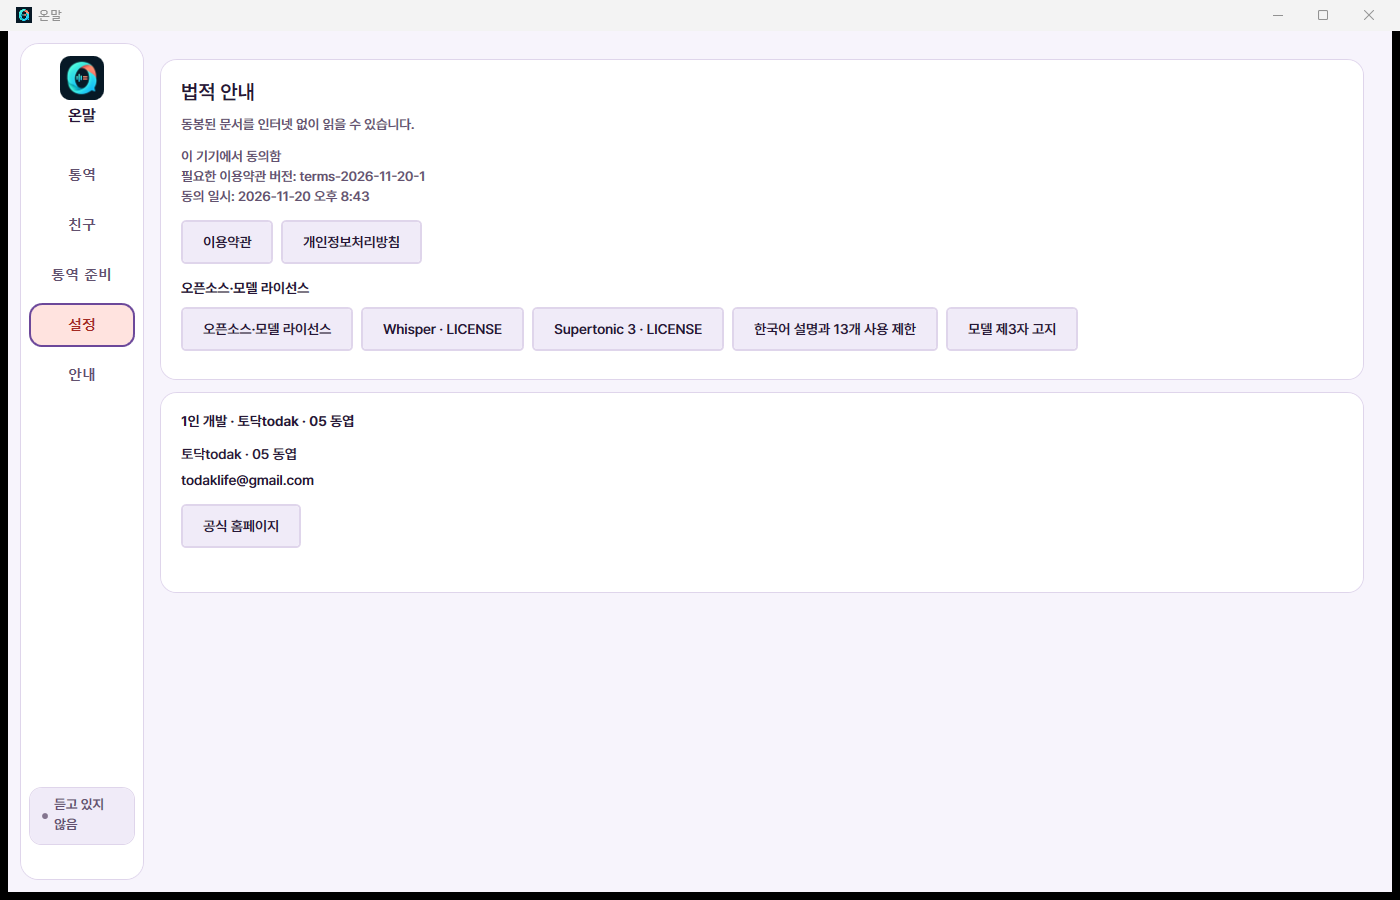 온말
온말
통역
친구
통역 준비
설정
안내
듣고 있지
않음
법적 안내
동봉된 문서를 인터넷 없이 읽을 수 있습니다.
이 기기에서 동의함
필요한 이용약관 버전: terms-2026-11-20-1
동의 일시: 2026-11-20 오후 8:43
이용약관
개인정보처리방침
오픈소스·모델 라이선스
오픈소스·모델 라이선스
Whisper · LICENSE
Supertonic 3 · LICENSE
한국어 설명과 13개 사용 제한
모델 제3자 고지
1인 개발 · 토닥todak · 05 동엽
토닥todak · 05 동엽
todaklife@gmail.com
공식 홈페이지